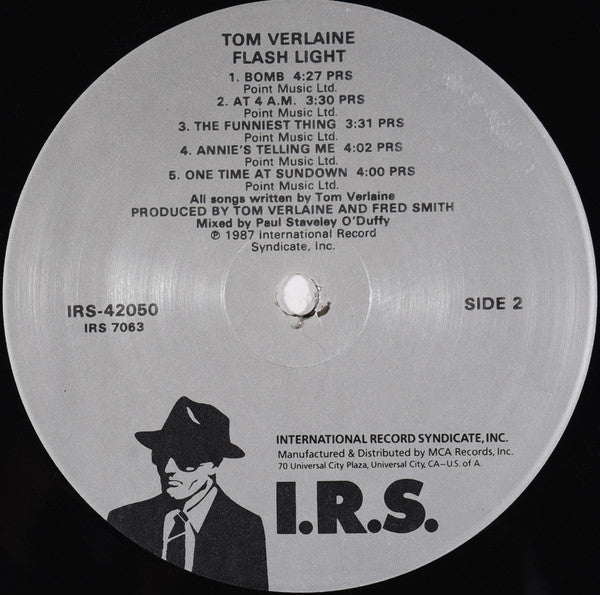 TOM VERLAINE
FLASH LIGHT
1. BOMB 4:27 PRS
Point Music Ltd.
2. AT 4 A.M. 3:30 PRS
Point Music Ltd.
3. THE FUNNIEST THING 3:31 PRS
Point Music Ltd.
4. ANNIE'S TELLING ME 4:02 PRS
Point Music Ltd.
5. ONE TIME AT SUNDOWN 4:00 PRS
Point Music Ltd.
All songs written by Tom Verlaine
PRODUCED BY TOM VERLAINE AND FRED SMITH
Mixed by Paul Staveley O'Duffy
℗ 1987 International Record
Syndicate, Inc.
IRS-42050
IRS 7063
SIDE 2
INTERNATIONAL RECORD SYNDICATE, INC.
Manufactured & Distributed by MCA Records, Inc.
70 Universal City Plaza, Universal City, CA—U.S. of A.
I.R.S.